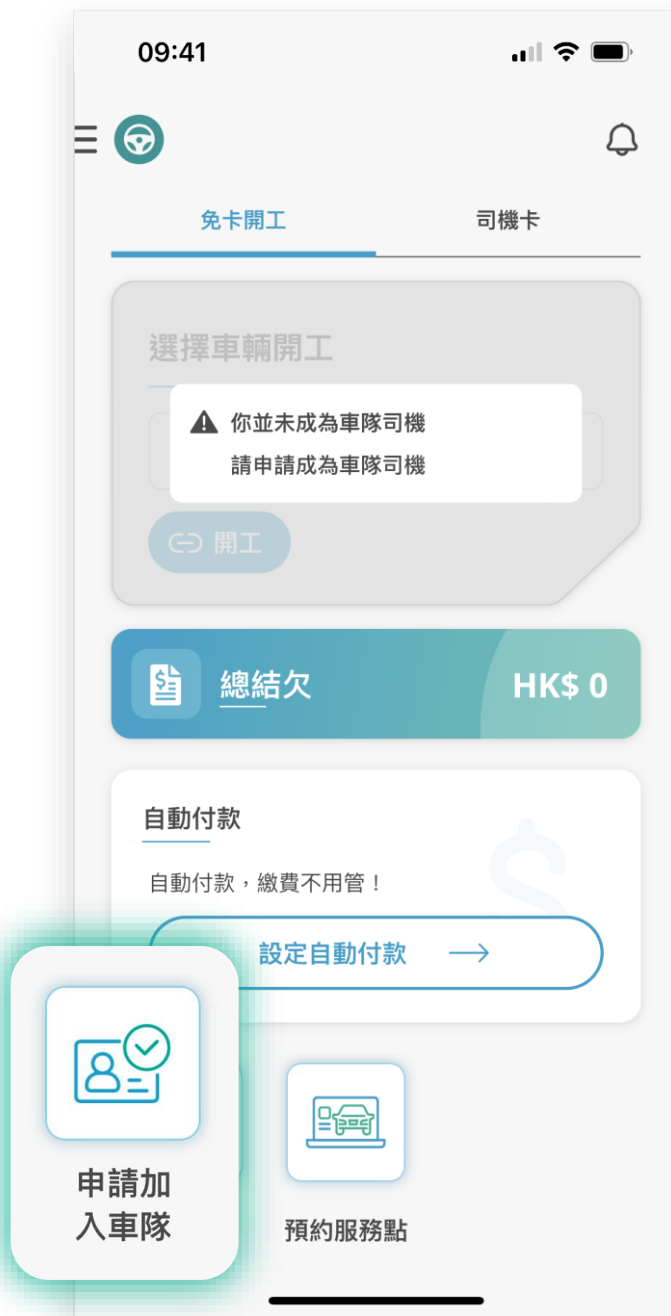 09:41
免卡開工
司機卡
選擇車輛開工
你並未成為車隊司機
請申請成為車隊司機
開工
總結欠
HK$ 0
自動付款
自動付款，繳費不用管！
設定自動付款
申請加
入車隊
預約服務點